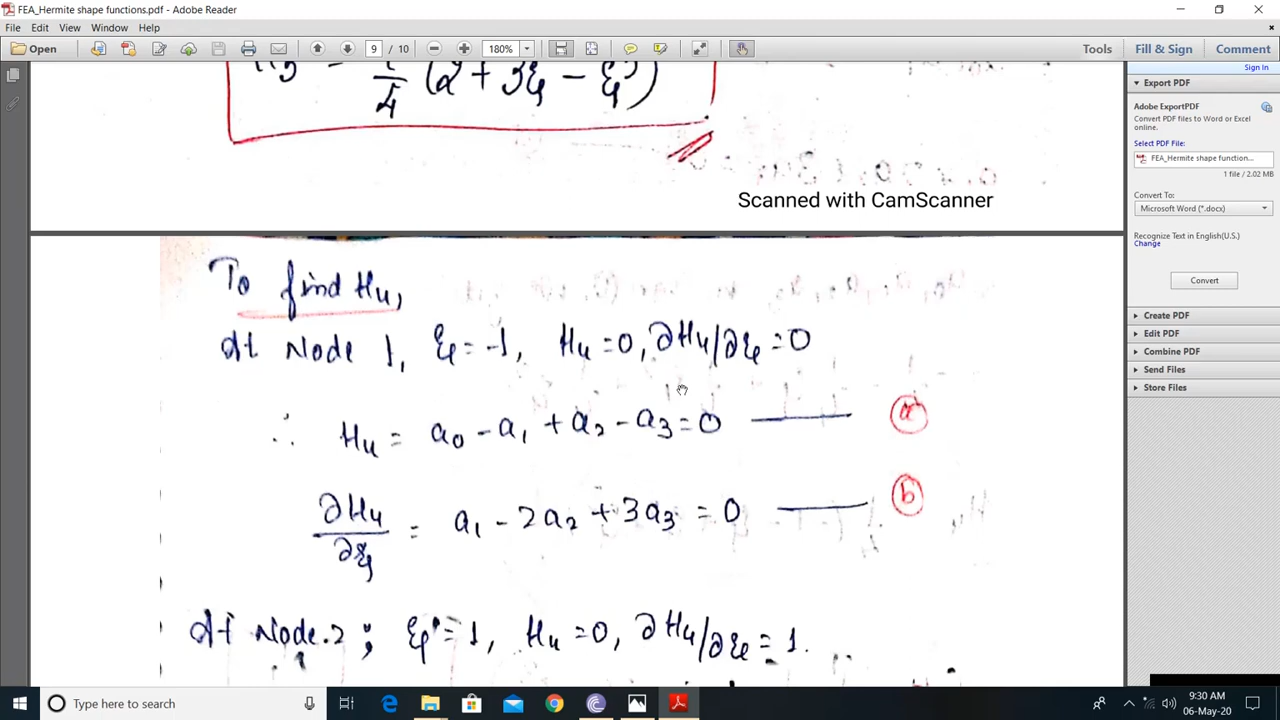 FEA_Hermite shape functions.pdf - Adobe Reader
File Edit View Window Help
Open 9 / 10 180% Tools Fill & Sign Comment
Sign In
Export PDF
Adobe ExportPDF
Convert PDF files to Word or Excel online.
Select PDF File:
FEA_Hermite shape function...
1 file / 2.02 MB
Convert To:
Microsoft Word (*.docx)
Recognize Text in English(U.S.)
Change
Convert
Create PDF
Edit PDF
Combine PDF
Send Files
Store Files
1/4 (2 + 3ξ - ξ³)
Scanned with CamScanner
To find H4,
At Node 1, ξ = -1, H4 = 0, ∂H4/∂ξ = 0
∴ H4 = a0 - a1 + a2 - a3 = 0 (a)
∂H4/∂ξ = a1 - 2a2 + 3a3 = 0 (b)
At Node.2 ; ξ = 1, H4 = 0, ∂H4/∂ξ = 1.
Type here to search
9:30 AM
06-May-20